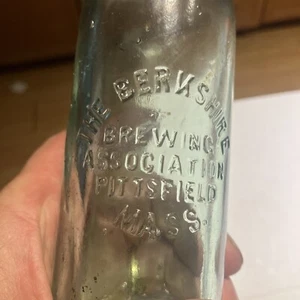 THE BERKSHIRE
BREWING
ASSOCIATION
PITTSFIELD
MASS.